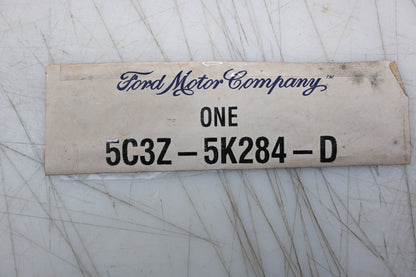 Ford Motor Company™
ONE
5C3Z-5K284-D